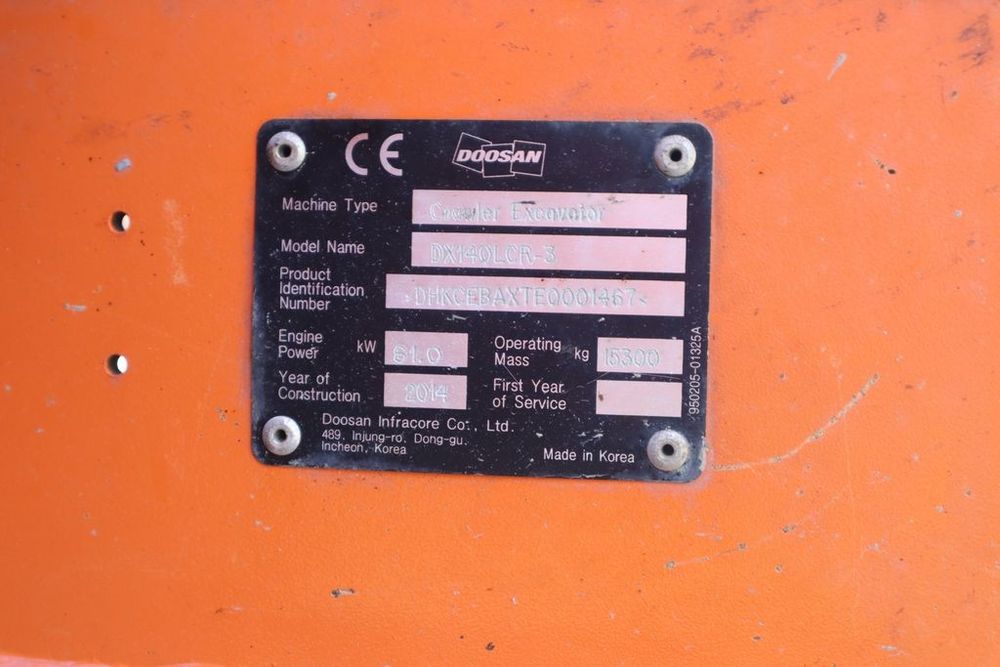 CE DOOSAN
Machine Type Crawler Excavator
Model Name DX140LCR-3
Product
Identification
Number >DHKCEBAXTE0001467<
Engine
Power kW 81.0
Operating
Mass kg 15300
Year of
Construction 2014
First Year
of Service
Doosan Infracore Co., Ltd.
489, Injung-ro, Dong-gu,
Incheon, Korea
Made in Korea
950205-01325A